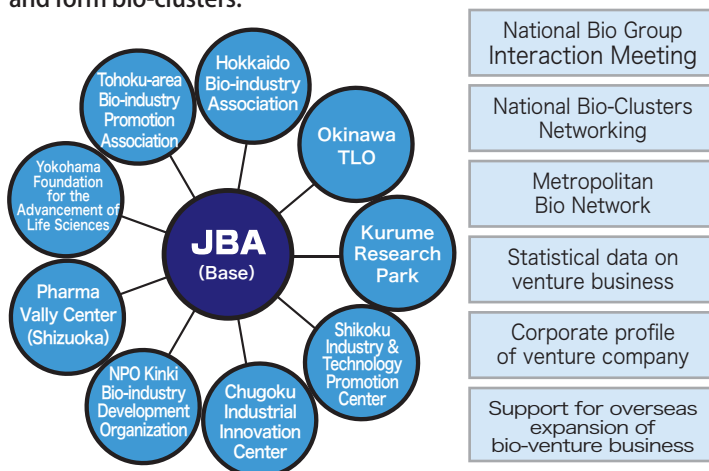 and form bio-clusters.
Hokkaido
Bio-industry
Association
Tohoku-area
Bio-industry
Promotion
Association
Okinawa
TLO
Yokohama
Foundation
for the
Advancement of
Life Sciences
JBA
(Base)
Kurume
Research
Park
Pharma
Vally Center
(Shizuoka)
Shikoku
Industry &
Technology
Promotion
Center
NPO Kinki
Bio-industry
Development
Organization
Chugoku
Industrial
Innovation
Center
National Bio Group
Interaction Meeting
National Bio-Clusters
Networking
Metropolitan
Bio Network
Statistical data on
venture business
Corporate profile
of venture company
Support for overseas
expansion of
bio-venture business